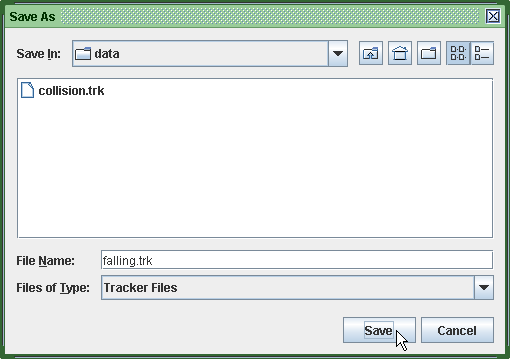 Save As
Save In: data
collision.trk
File Name: falling.trk
Files of Type: Tracker Files
Save Cancel